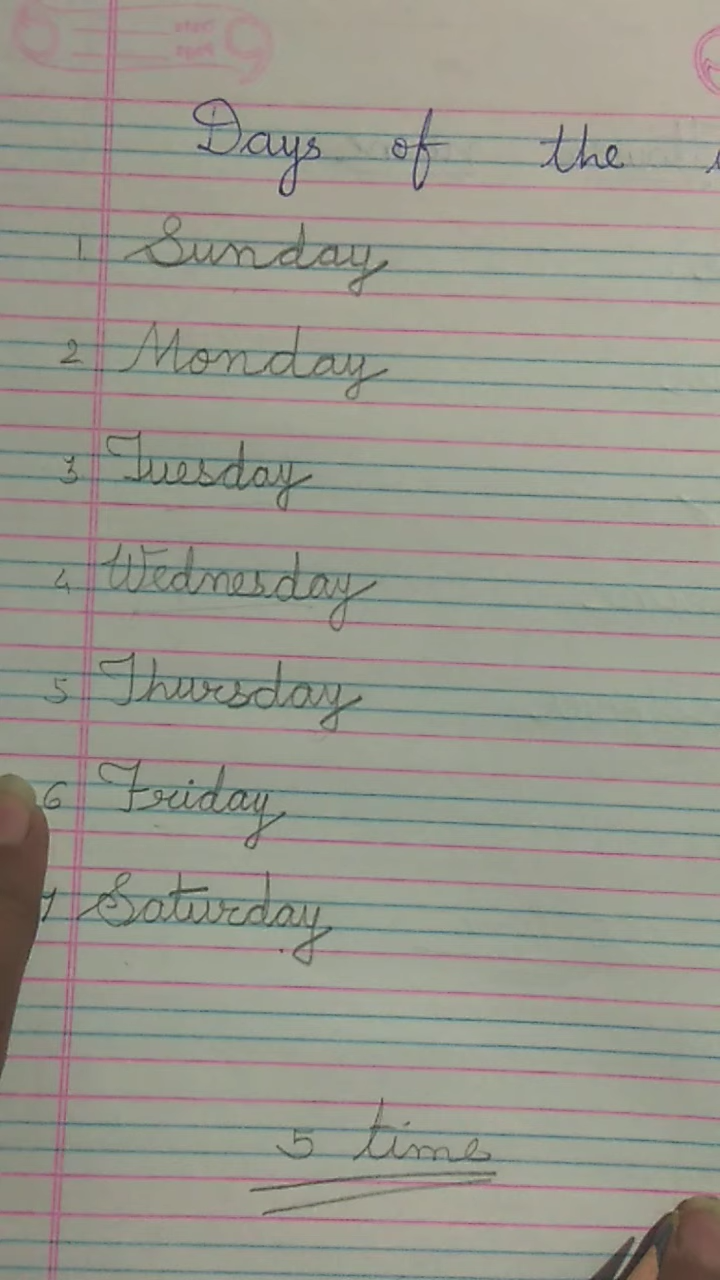 Days of the
1 Sunday
2 Monday
3 Tuesday
4 Wednesday
5 Thursday
6 Friday
7 Saturday
5 time